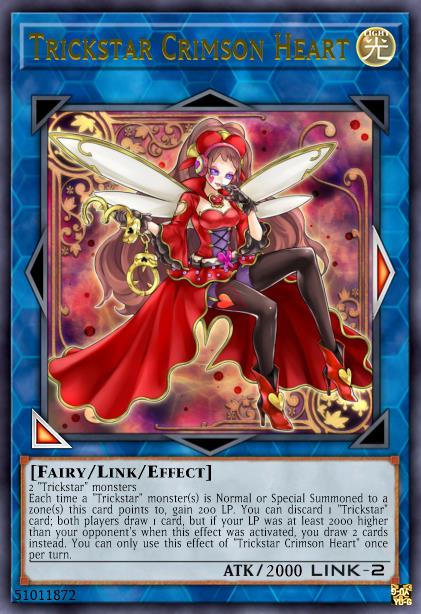 Trickstar Crimson Heart
LIGHT
光
[Fairy/Link/Effect]
2 "Trickstar" monsters
Each time a "Trickstar" monster(s) is Normal or Special Summoned to a
zone(s) this card points to, gain 200 LP. You can discard 1 "Trickstar"
card; both players draw 1 card, but if your LP was at least 2000 higher
than your opponent's when this effect was activated, you draw 2 cards
instead. You can only use this effect of "Trickstar Crimson Heart" once
per turn.
ATK/2000 LINK-2
51011872